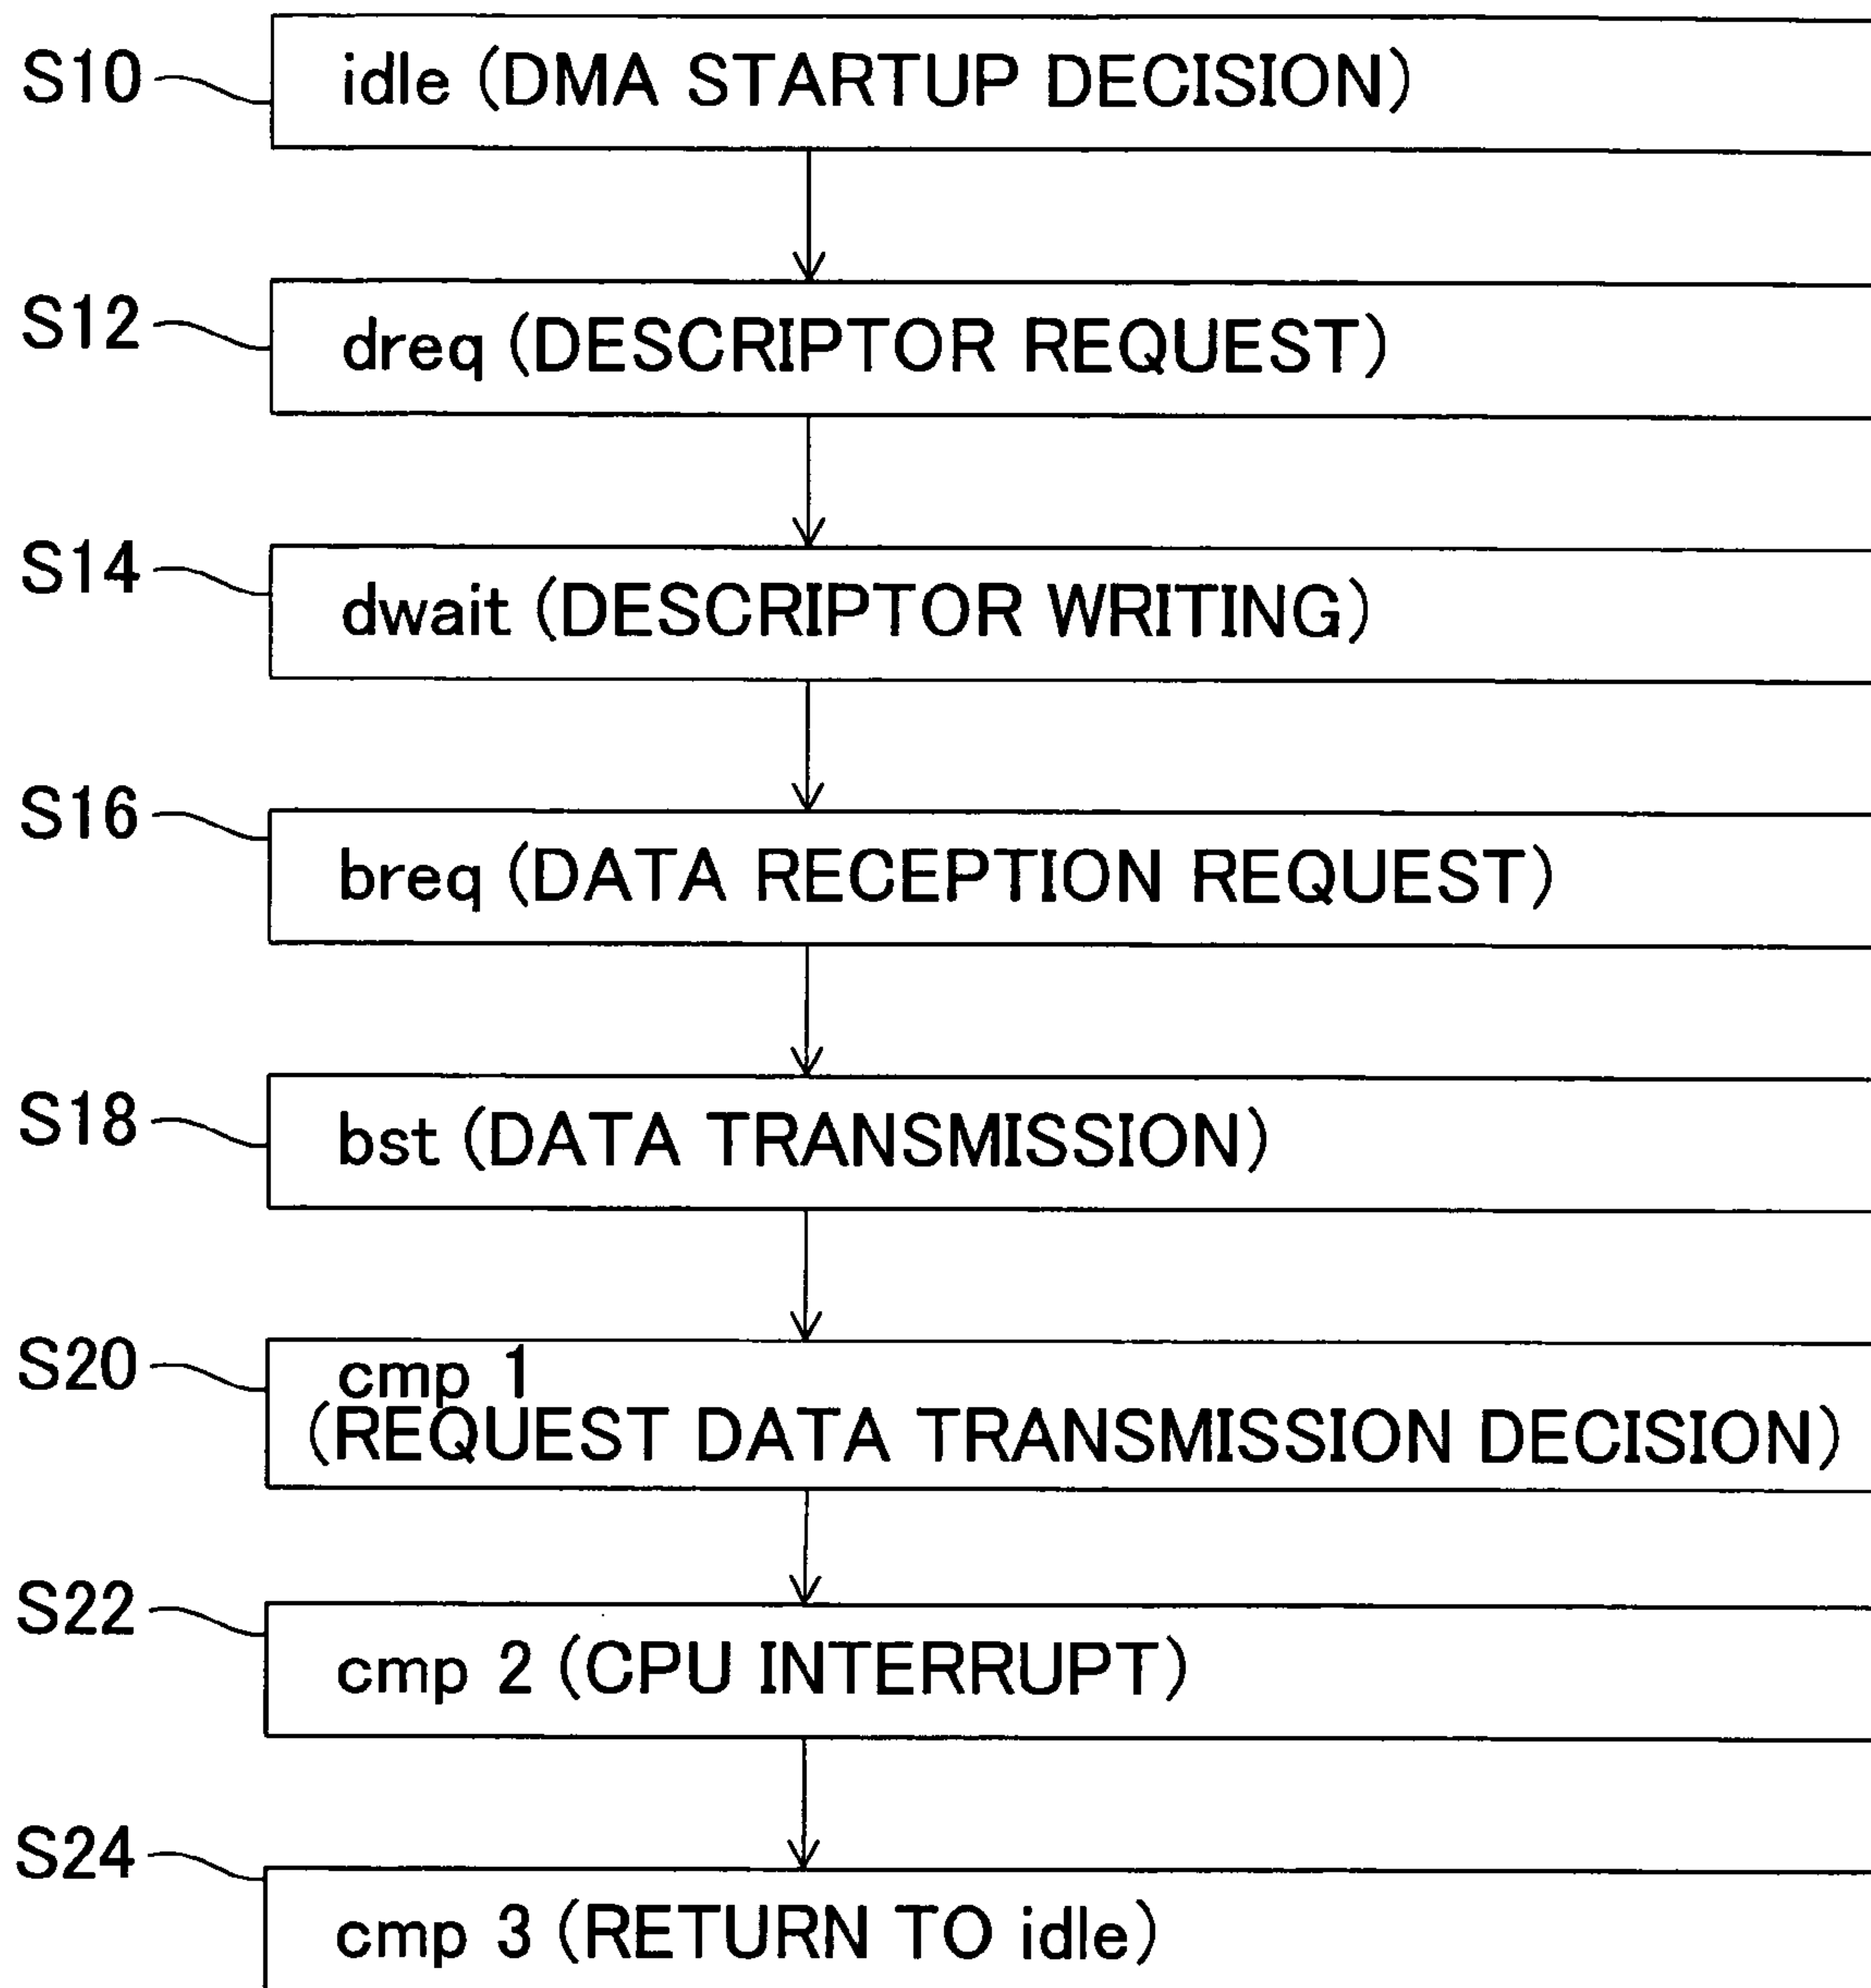 S10 idle (DMA STARTUP DECISION)
S12 dreq (DESCRIPTOR REQUEST)
S14 dwait (DESCRIPTOR WRITING)
S16 breq (DATA RECEPTION REQUEST)
S18 bst (DATA TRANSMISSION)
S20 cmp 1
(REQUEST DATA TRANSMISSION DECISION)
S22 cmp 2 (CPU INTERRUPT)
S24 cmp 3 (RETURN TO idle)